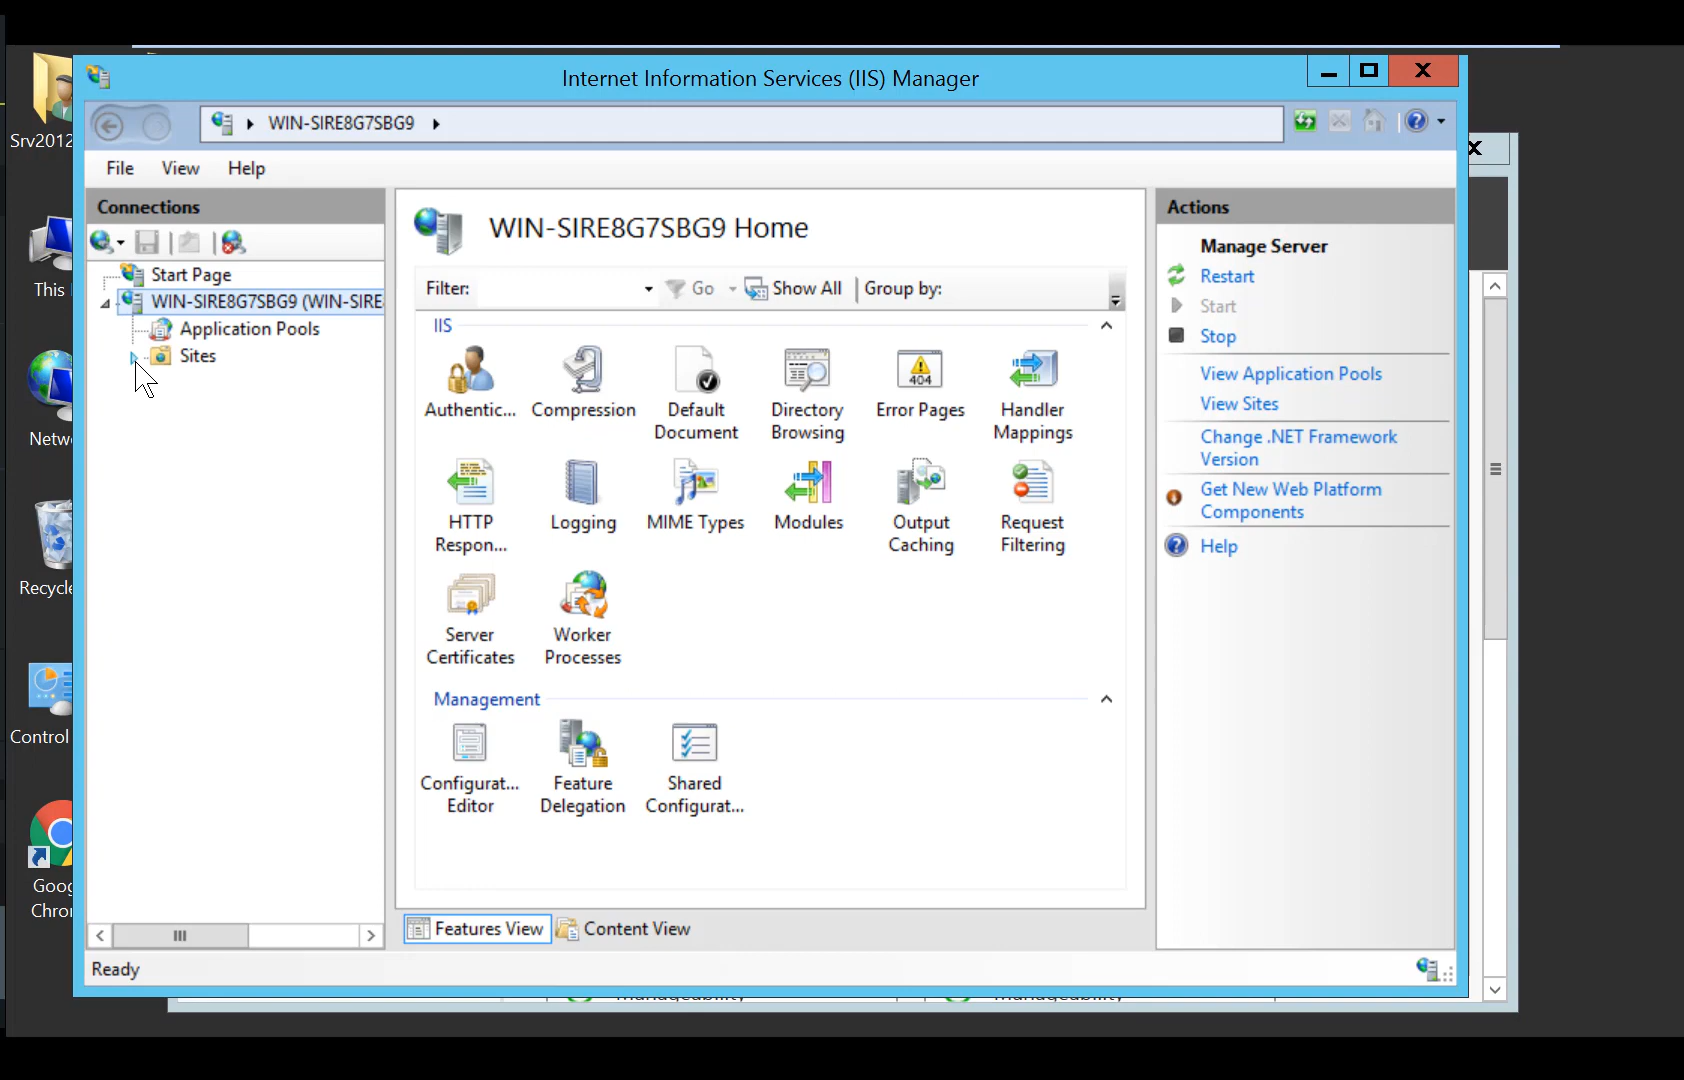 Internet Information Services (IIS) Manager
WIN-SIRE8G7SBG9
File View Help
Connections
Start Page
WIN-SIRE8G7SBG9 (WIN-SIRE
Application Pools
Sites
WIN-SIRE8G7SBG9 Home
Filter: Go Show All Group by:
IIS
Authentic...
Compression
Default
Document
Directory
Browsing
Error Pages
Handler
Mappings
HTTP
Respon...
Logging
MIME Types
Modules
Output
Caching
Request
Filtering
Server
Certificates
Worker
Processes
Management
Configurat...
Editor
Feature
Delegation
Shared
Configurat...
Features View
Content View
Ready
Actions
Manage Server
Restart
Start
Stop
View Application Pools
View Sites
Change .NET Framework
Version
Get New Web Platform
Components
Help
Srv2012
This
Netw
Recycle
Control
Goog
Chro
404